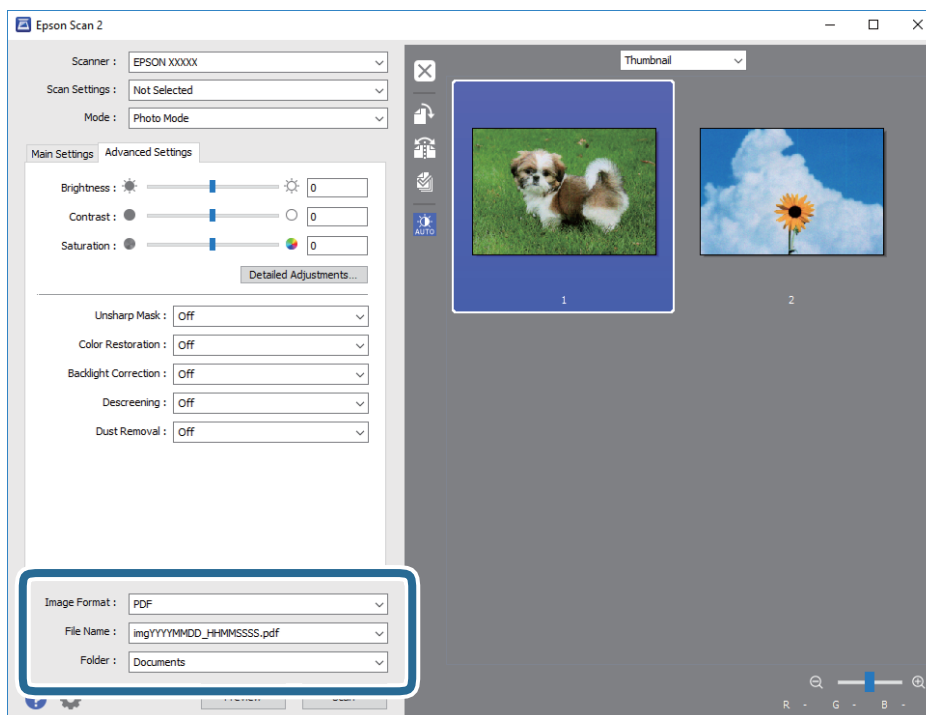 Epson Scan 2
Scanner : EPSON XXXXX
Scan Settings : Not Selected
Mode : Photo Mode
Main Settings Advanced Settings
Brightness : 0
Contrast : 0
Saturation : 0
Detailed Adjustments...
Unsharp Mask : Off
Color Restoration : Off
Backlight Correction : Off
Descreening : Off
Dust Removal : Off
Image Format : PDF
File Name : imgYYYYMMDD_HHMMSSSS.pdf
Folder : Documents
Thumbnail
AUTO
1 2
R - G - B -